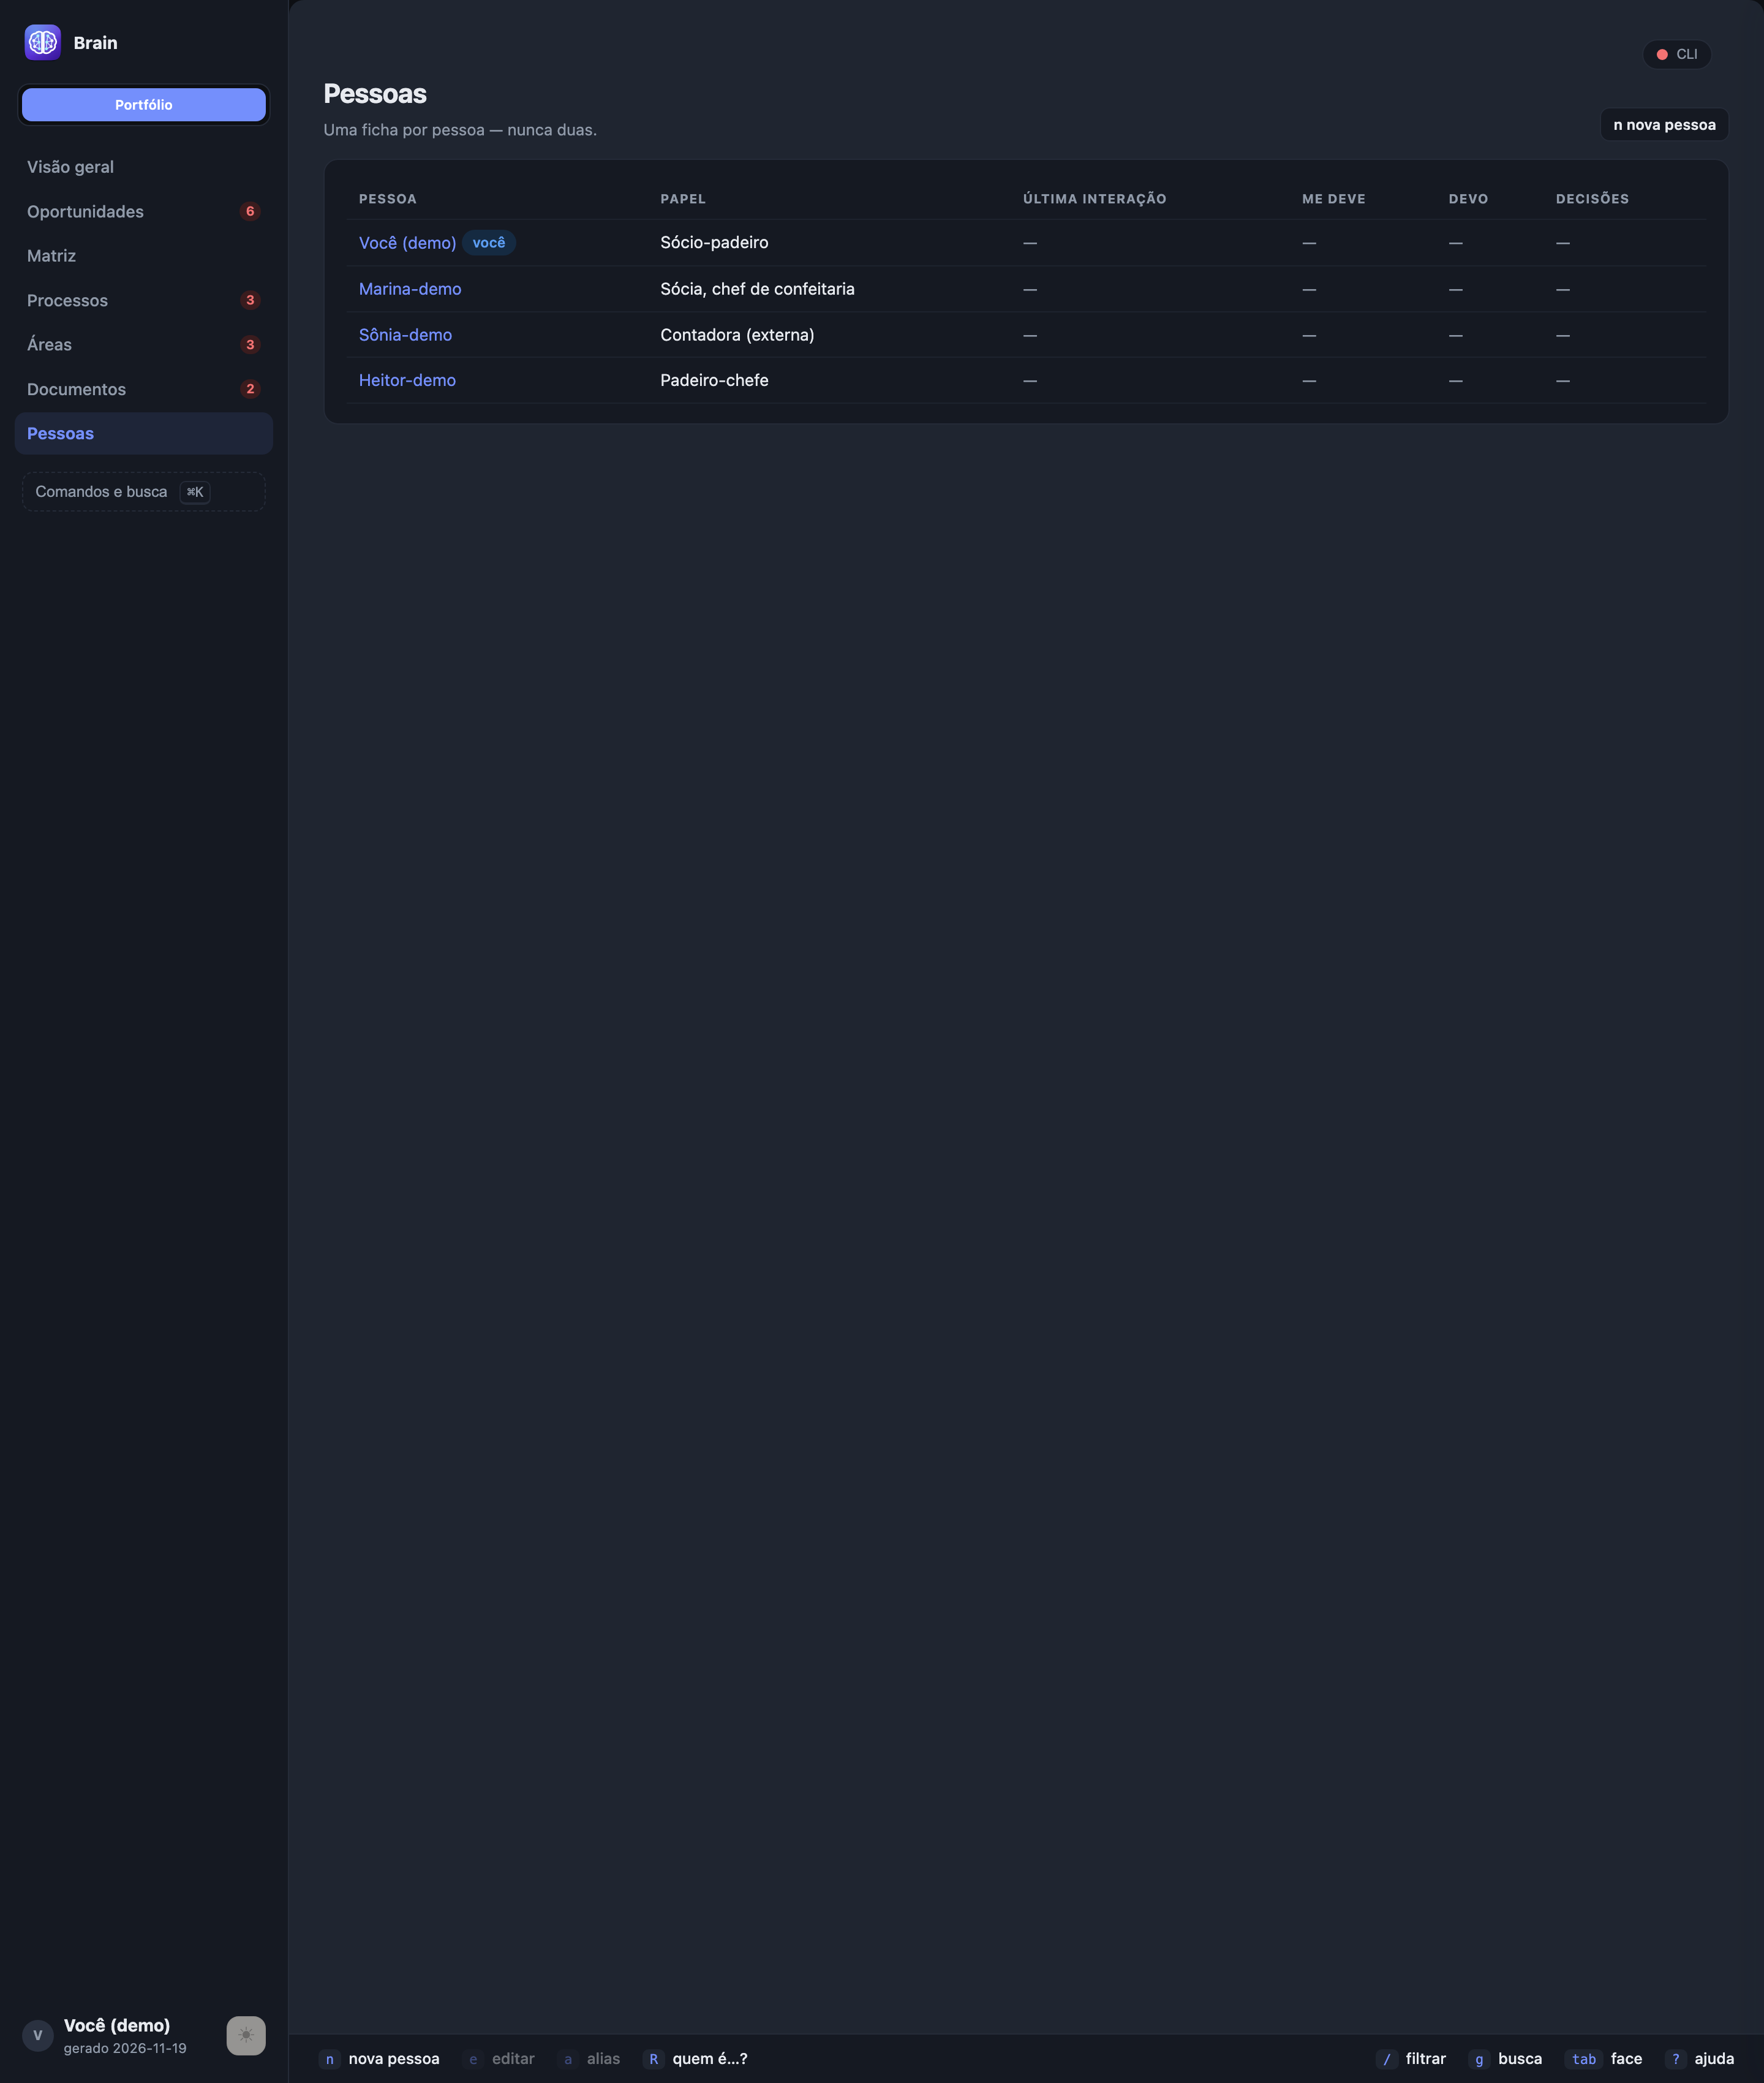 Brain
Portfólio
Visão geral
Oportunidades 6
Matriz
Processos 3
Áreas 3
Documentos 2
Pessoas
Comandos e busca ⌘K
CLI
Pessoas
Uma ficha por pessoa — nunca duas.
n nova pessoa
PESSOA PAPEL ÚLTIMA INTERAÇÃO ME DEVE DEVO DECISÕES
Você (demo) você Sócio-padeiro — — — —
Marina-demo Sócia, chef de confeitaria — — — —
Sônia-demo Contadora (externa) — — — —
Heitor-demo Padeiro-chefe — — — —
V Você (demo)
gerado 2026-11-19
n nova pessoa e editar a alias R quem é...? / filtrar g busca tab face ? ajuda